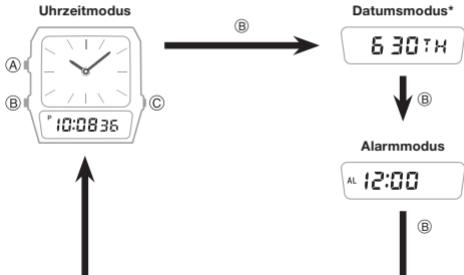 Uhrzeitmodus
Datumsmodus*
Ⓑ
6 30TH
Ⓐ
Ⓑ
Ⓒ
Ⓑ
P 10:08 36
Alarmmodus
AL 12:00
Ⓑ